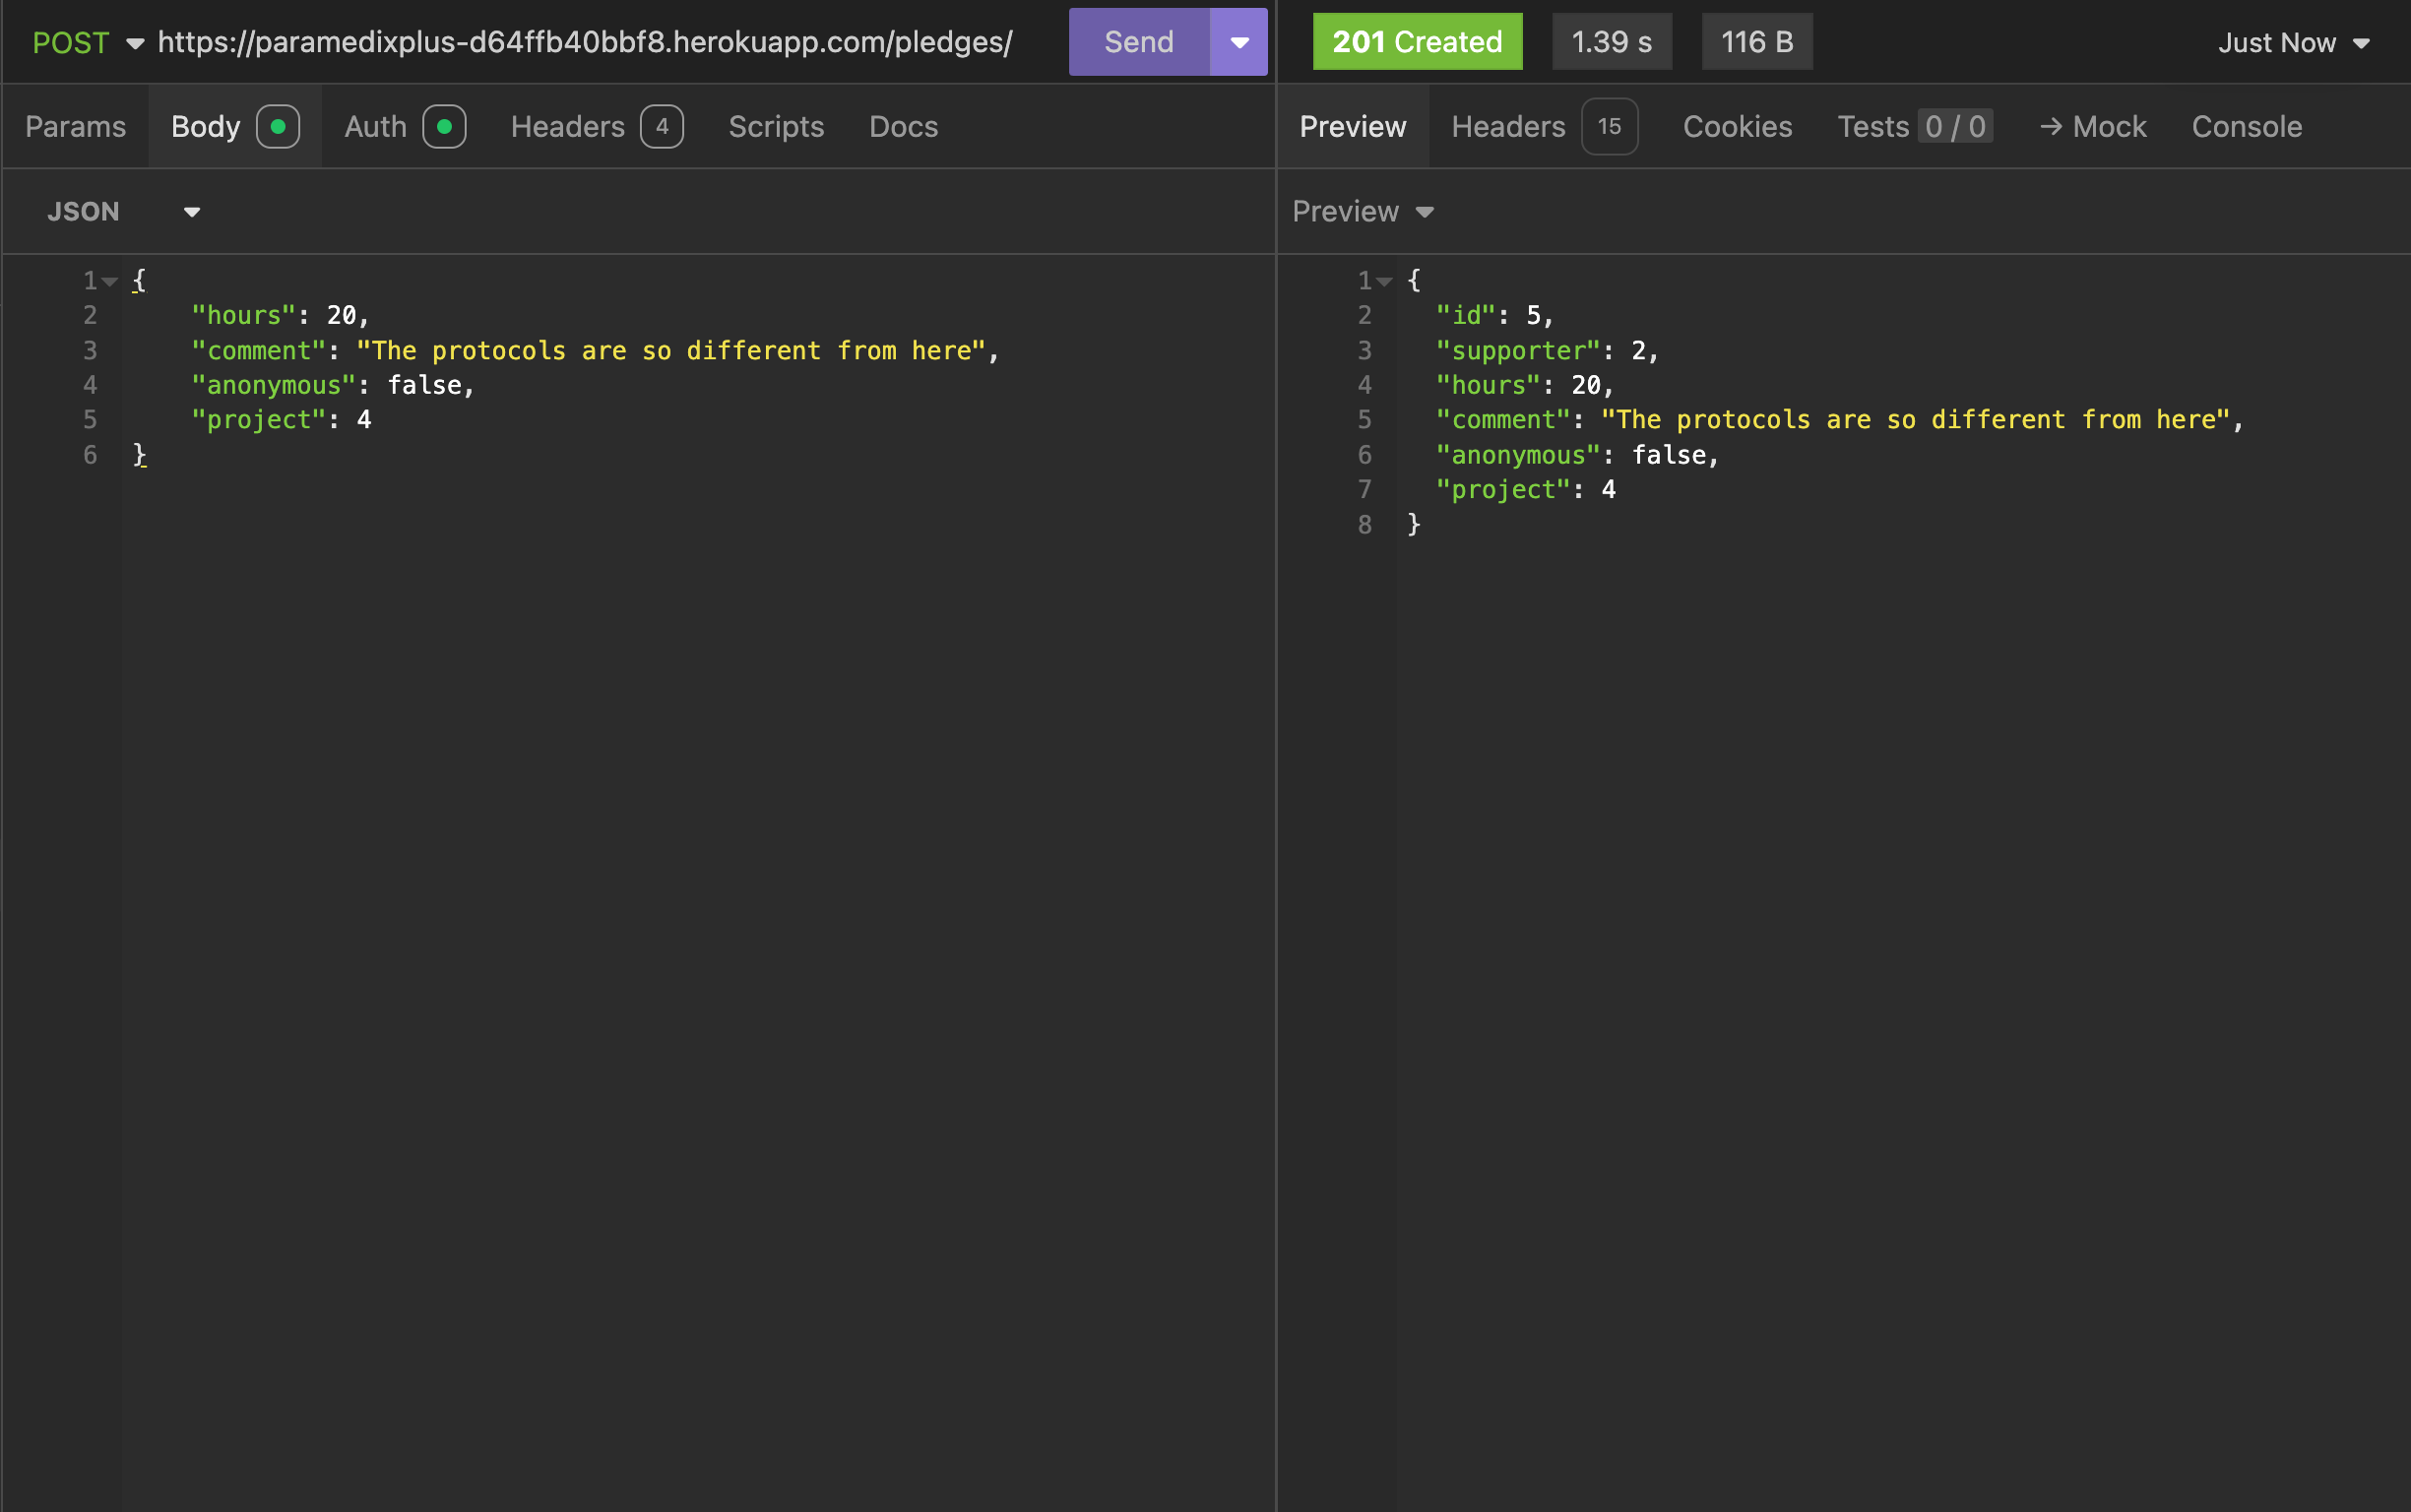 POST https://paramedixplus-d64ffb40bbf8.herokuapp.com/pledges/ Send
Params Body Auth Headers 4 Scripts Docs
JSON
1 {
2 "hours": 20,
3 "comment": "The protocols are so different from here",
4 "anonymous": false,
5 "project": 4
6 }
201 Created 1.39 s 116 B Just Now
Preview Headers 15 Cookies Tests 0 / 0 → Mock Console
Preview
1 {
2 "id": 5,
3 "supporter": 2,
4 "hours": 20,
5 "comment": "The protocols are so different from here",
6 "anonymous": false,
7 "project": 4
8 }